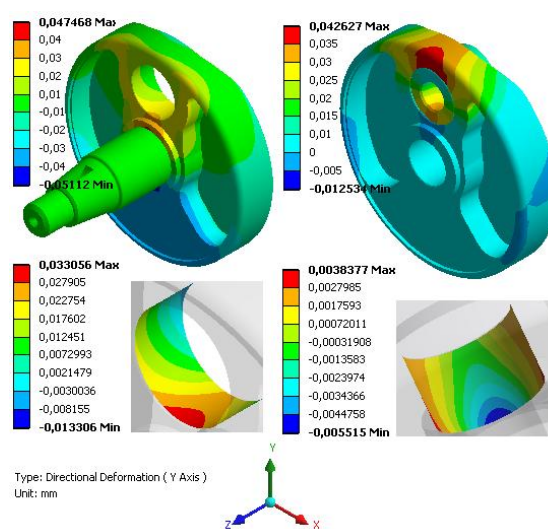 0,047468 Max
0,04
0,03
0,02
0,01
-0,01
-0,02
-0,03
-0,04
-0,05112 Min
0,042627 Max
0,035
0,03
0,025
0,02
0,015
0,01
0
-0,005
-0,012534 Min
0,033056 Max
0,027905
0,022754
0,017602
0,012451
0,0072993
0,0021479
-0,0030036
-0,008155
-0,013306 Min
0,0038377 Max
0,0027985
0,0017593
0,00072011
-0,00031908
-0,0013583
-0,0023974
-0,0034366
-0,0044758
-0,005515 Min
Type: Directional Deformation ( Y Axis )
Unit: mm
Y
Z
X